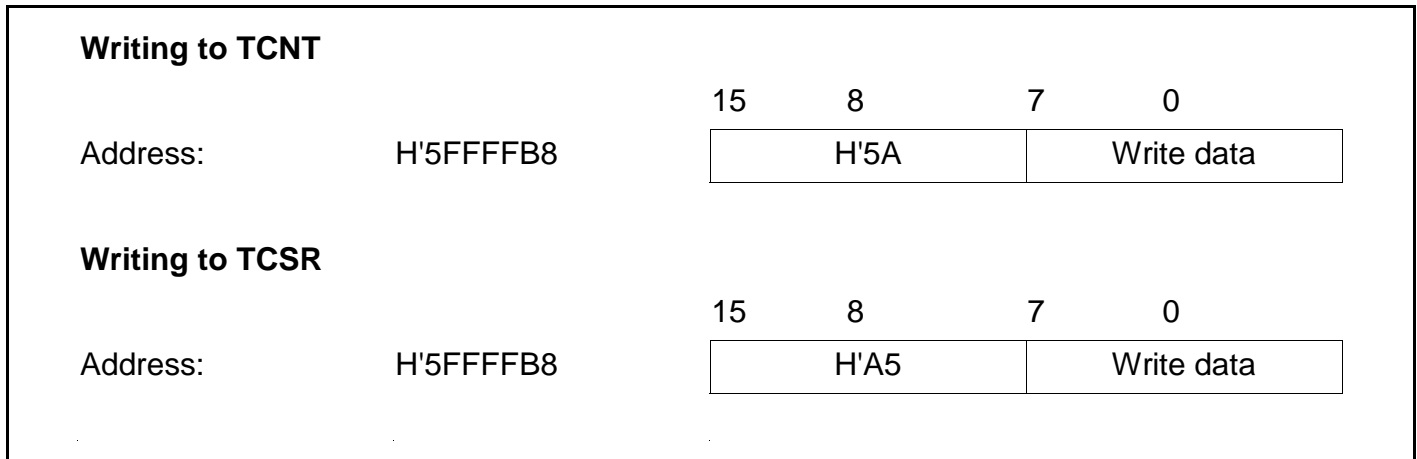 Writing to TCNT
15 8 7 0
Address: H'5FFFFB8 H'5A Write data
Writing to TCSR
15 8 7 0
Address: H'5FFFFB8 H'A5 Write data